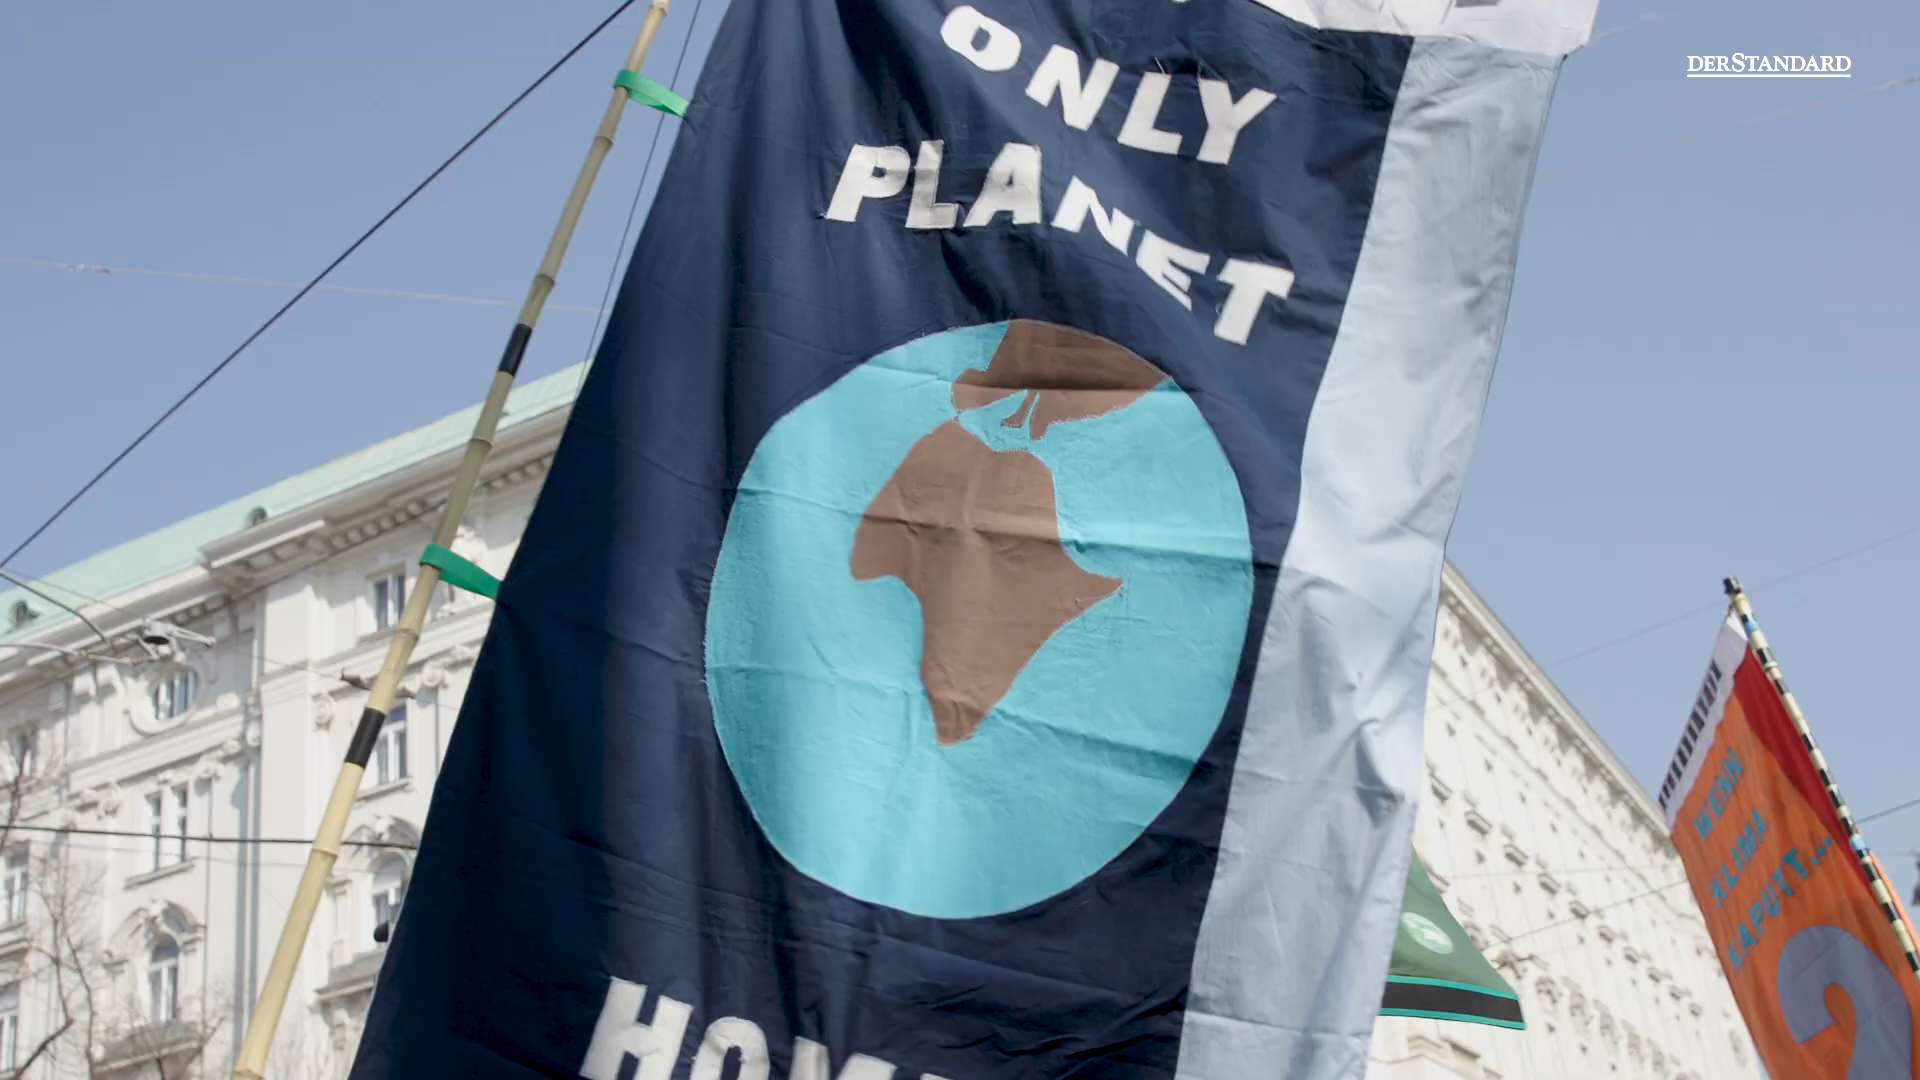 DERSTANDARD
ONLY
PLANET
WENN
KLIMA
KAPUTT...
?